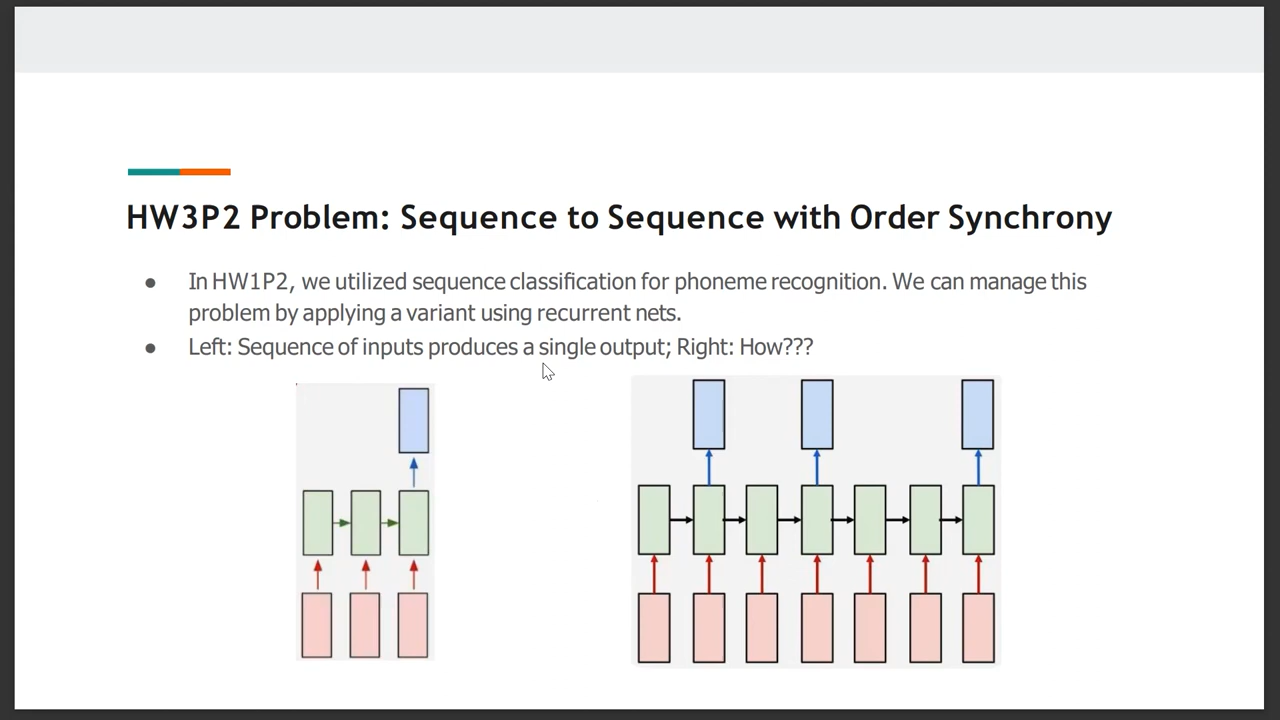 HW3P2 Problem: Sequence to Sequence with Order Synchrony
● In HW1P2, we utilized sequence classification for phoneme recognition. We can manage this
problem by applying a variant using recurrent nets.
● Left: Sequence of inputs produces a single output; Right: How???